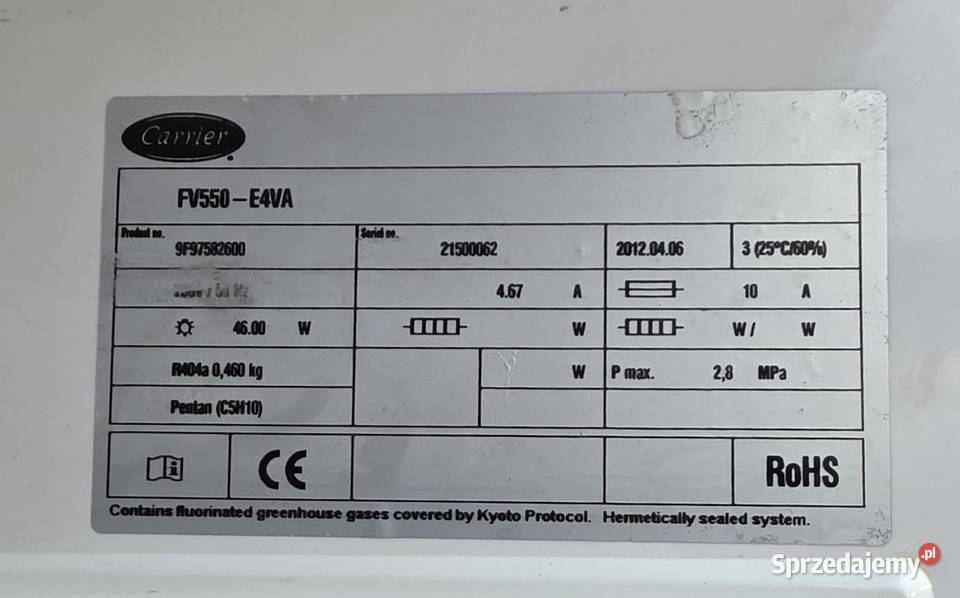 Carrier
FV550-E4VA
Product no.
9F97582600
Serial no.
21500062
2012.04.06
3 (25°C/60%)
Hz
4.67 A
10 A
46.00 W
W
W / W
R404a 0,460 kg
W
P max. 2,8 MPa
Pentan (C5H10)
CE
RoHS
Contains fluorinated greenhouse gases covered by Kyoto Protocol. Hermetically sealed system.
Sprzedajemy.pl